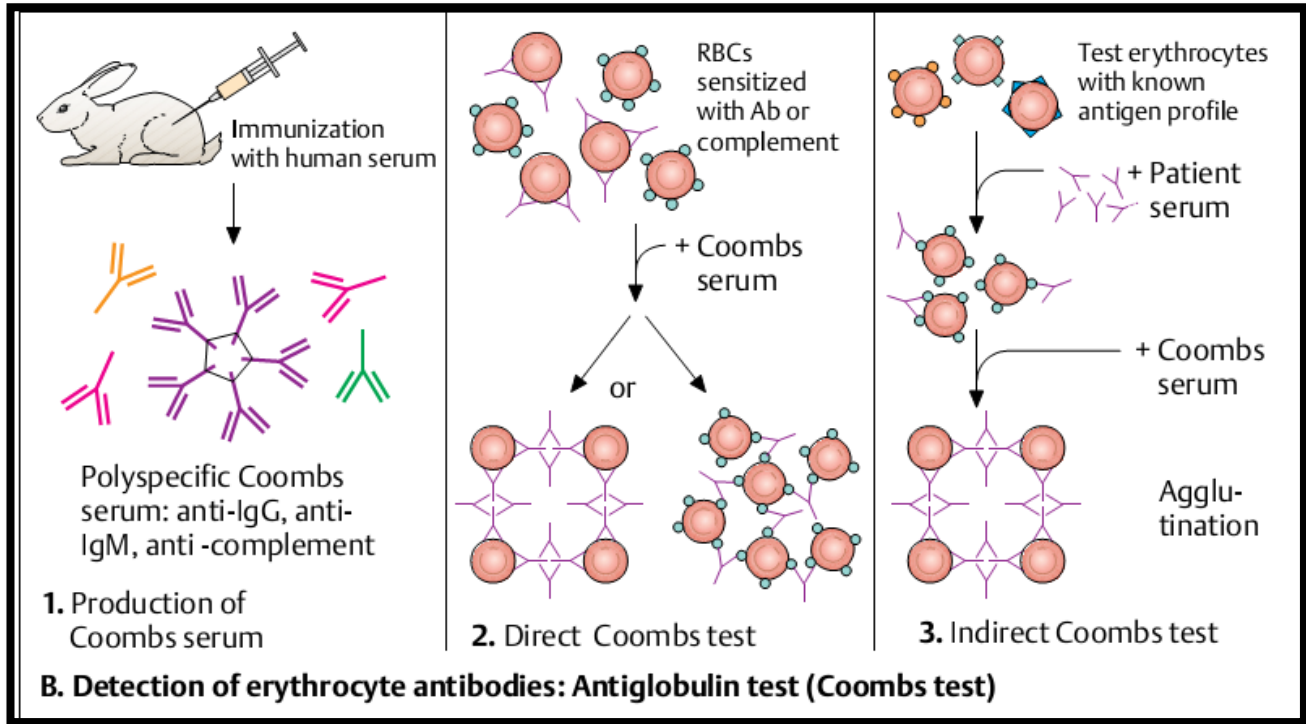 Immunization
with human serum
Polyspecific Coombs
serum: anti-IgG, anti-
IgM, anti -complement
1. Production of
Coombs serum
RBCs
sensitized
with Ab or
complement
+ Coombs
serum
or
2. Direct Coombs test
Test erythrocytes
with known
antigen profile
+ Patient
serum
+ Coombs
serum
Agglu-
tination
3. Indirect Coombs test
B. Detection of erythrocyte antibodies: Antiglobulin test (Coombs test)